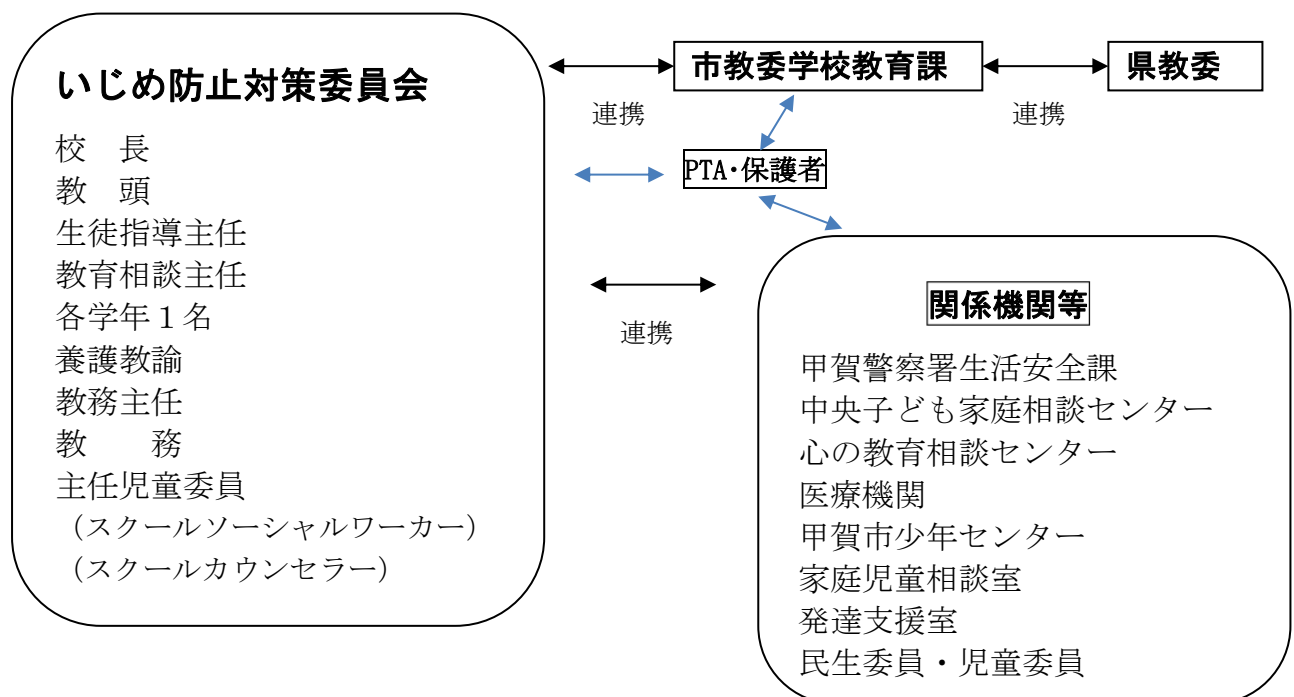 いじめ防止対策委員会
校　長
教　頭
生徒指導主任
教育相談主任
各学年１名
養護教諭
教務主任
教　　務
主任児童委員
（スクールソーシャルワーカー）
（スクールカウンセラー）
市教委学校教育課
県教委
連携
連携
PTA・保護者
連携
関係機関等
甲賀警察署生活安全課
中央子ども家庭相談センター
心の教育相談センター
医療機関
甲賀市少年センター
家庭児童相談室
発達支援室
民生委員・児童委員